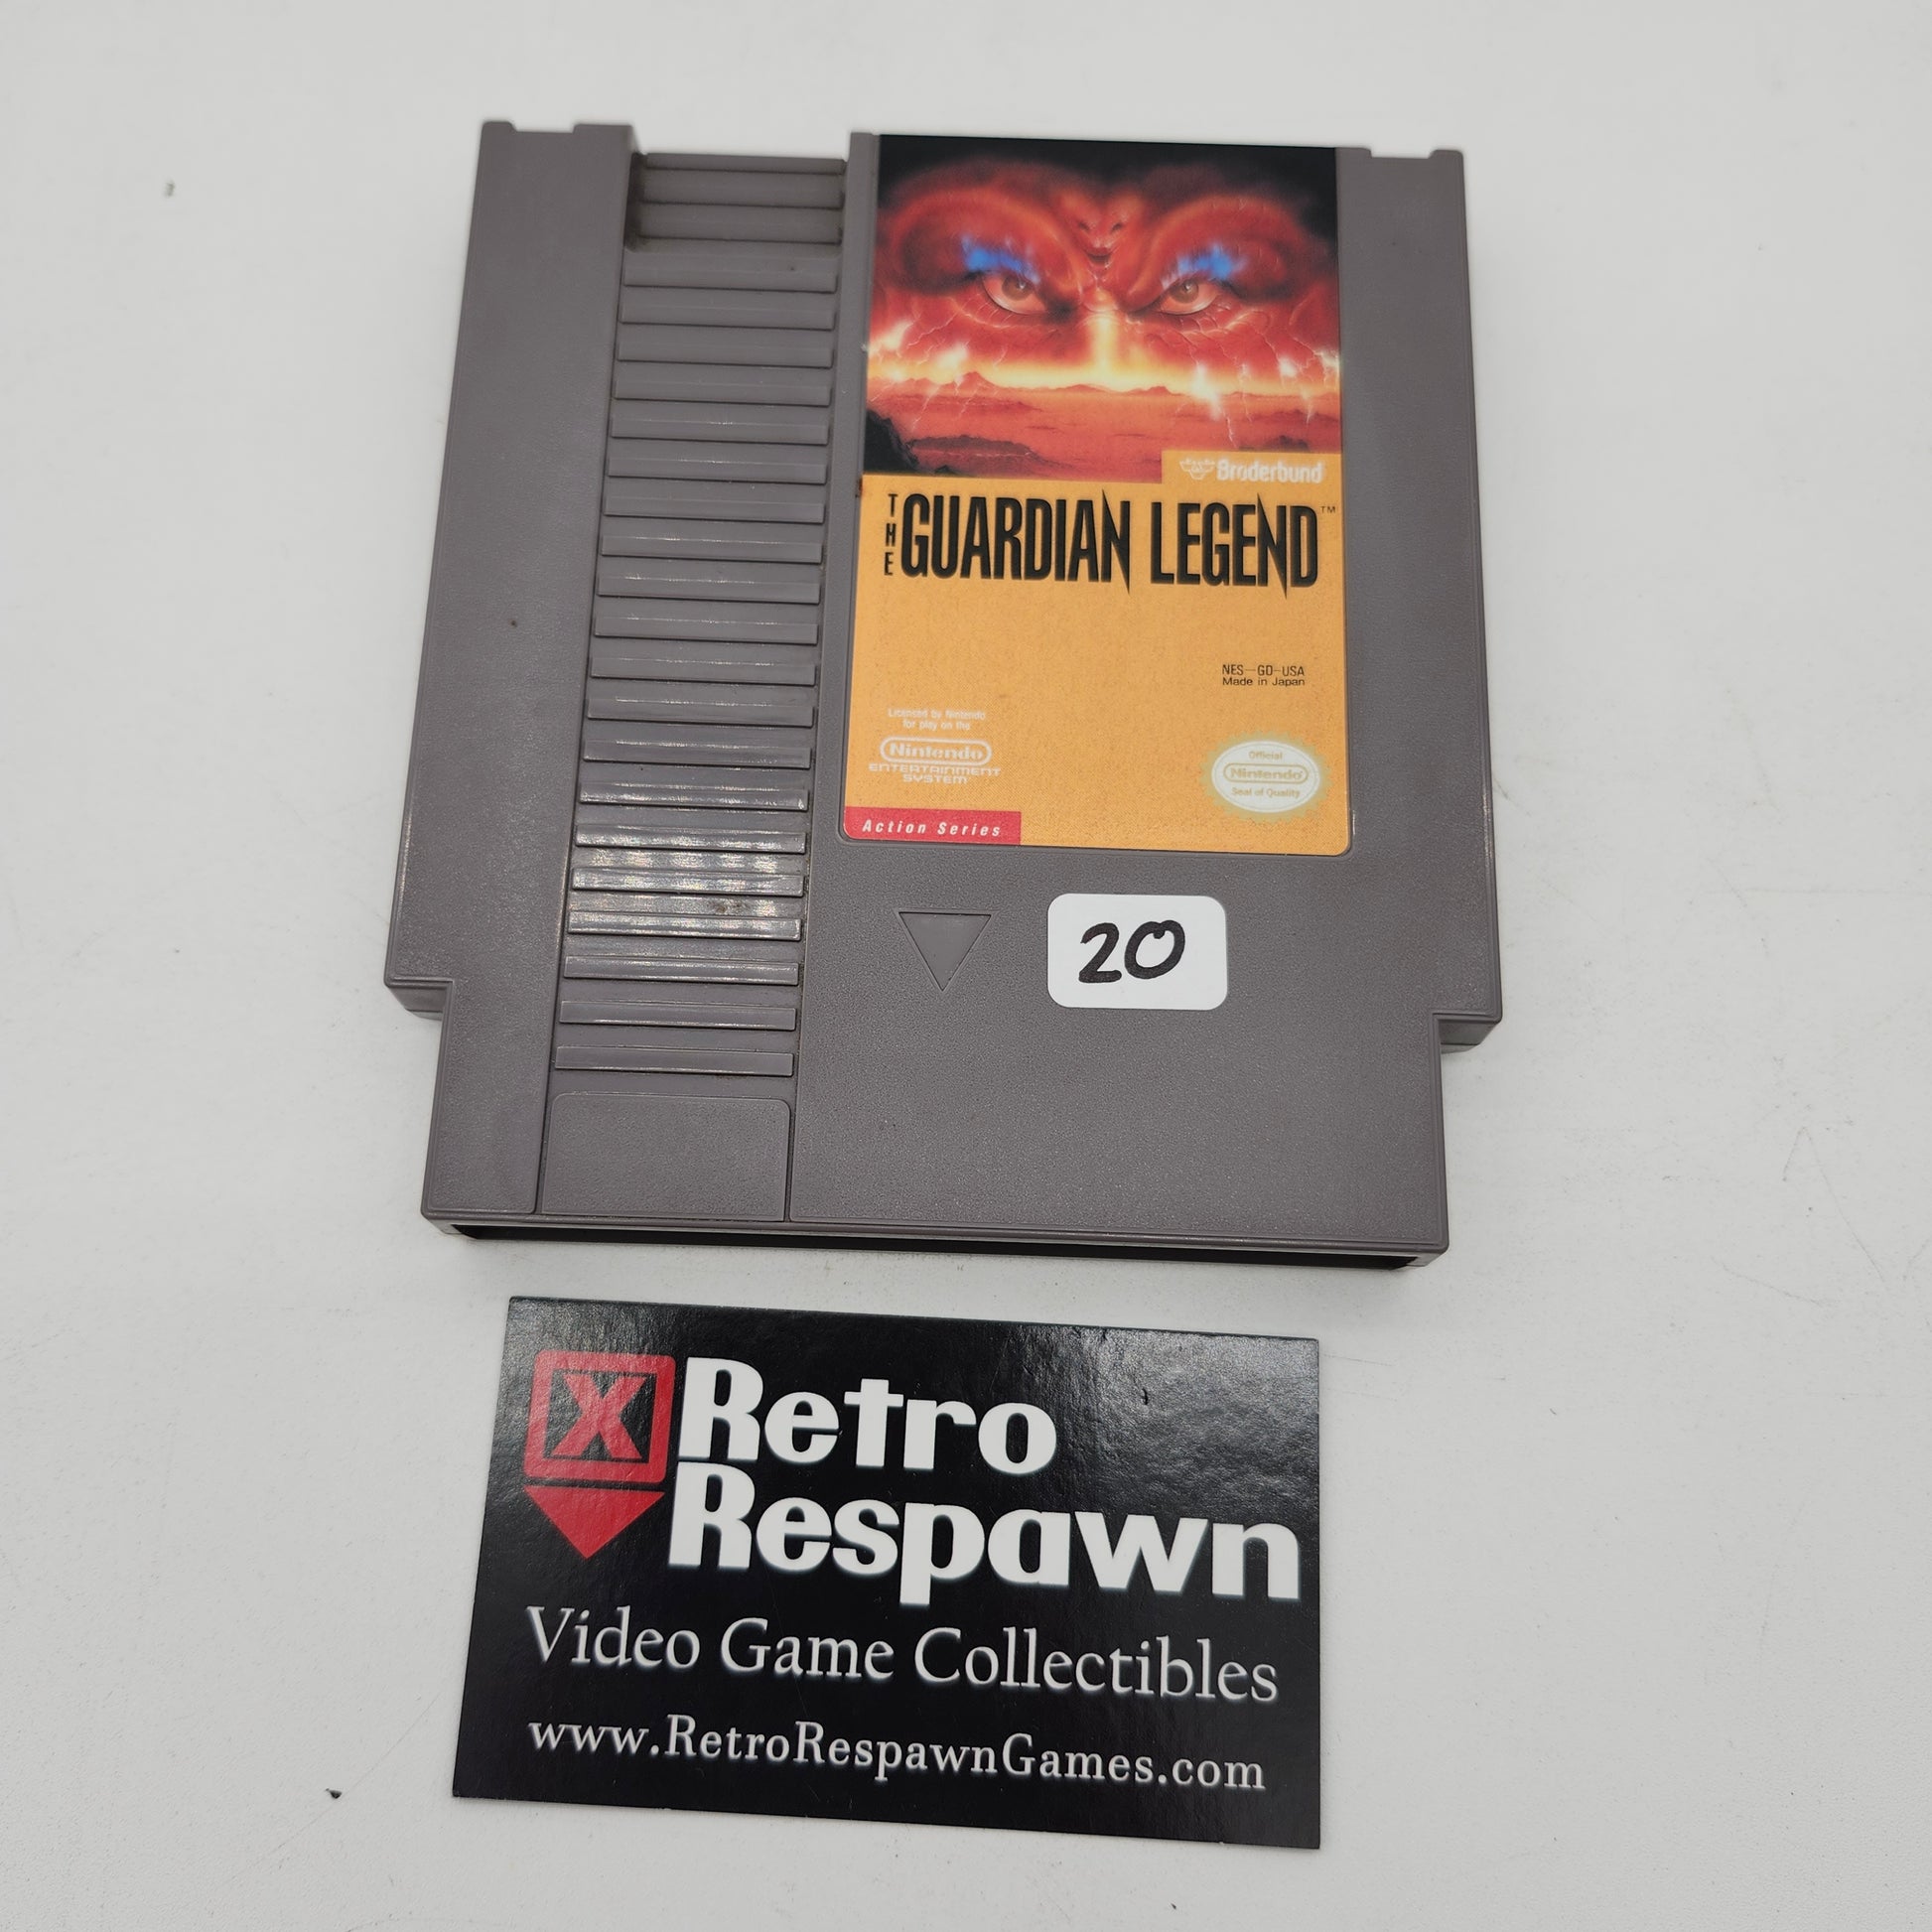 Broderbund
THE GUARDIAN LEGEND™
NES-GD-USA
Made in Japan
Licensed by Nintendo
for play on the
Nintendo
ENTERTAINMENT
SYSTEM
Official
Nintendo
Seal of Quality
Action Series
20
X
Retro
Respawn
Video Game Collectibles
www.RetroRespawnGames.com